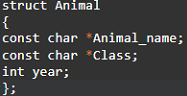 struct Animal
{
const char *Animal_name;
const char *Class;
int year;
};